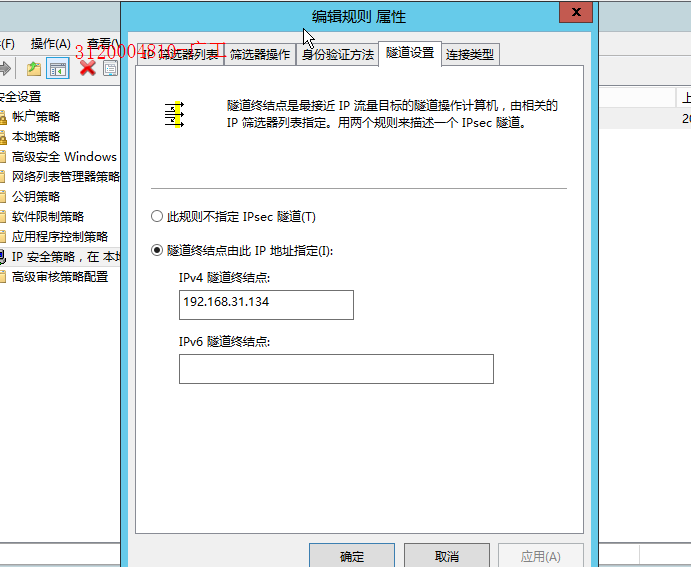 编辑规则 属性
x
(F) 操作(A) 查看(V
IP 筛选器列表 筛选器操作 身份验证方法 隧道设置 连接类型
隧道终结点是最接近 IP 流量目标的隧道操作计算机，由相关的
IP 筛选器列表指定。用两个规则来描述一个 IPsec 隧道。
安全设置
帐户策略
本地策略
高级安全 Windows
网络列表管理器策略
公钥策略
软件限制策略
应用程序控制策略
IP 安全策略，在 本地
高级审核策略配置
此规则不指定 IPsec 隧道(T)
隧道终结点由此 IP 地址指定(I):
IPv4 隧道终结点:
192.168.31.134
IPv6 隧道终结点:
确定 取消 应用(A)
上
20